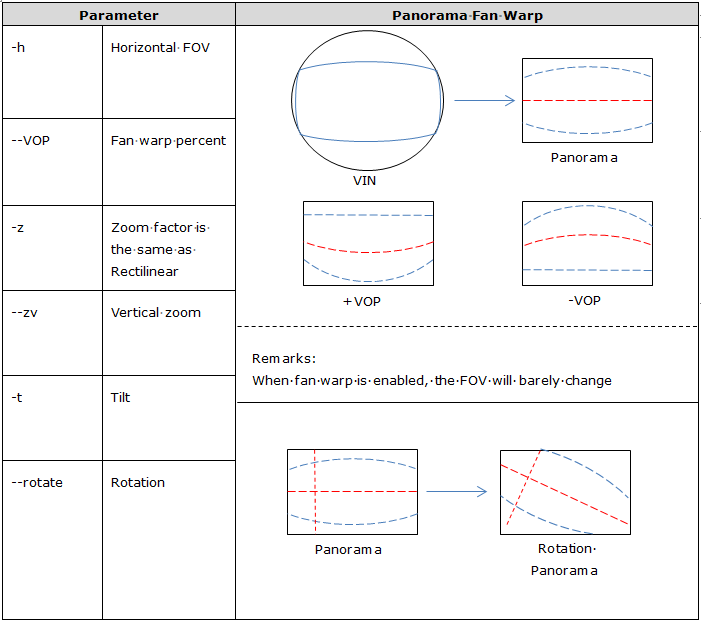 Parameter
Panorama Fan Warp
-h
Horizontal FOV
--VOP
Fan warp percent
-z
Zoom factor is
the same as
Rectilinear
--zv
Vertical zoom
-t
Tilt
--rotate
Rotation
VIN
Panorama
+VOP
-VOP
Remarks:
When fan warp is enabled, the FOV will barely change
Panorama
Rotation
Panorama